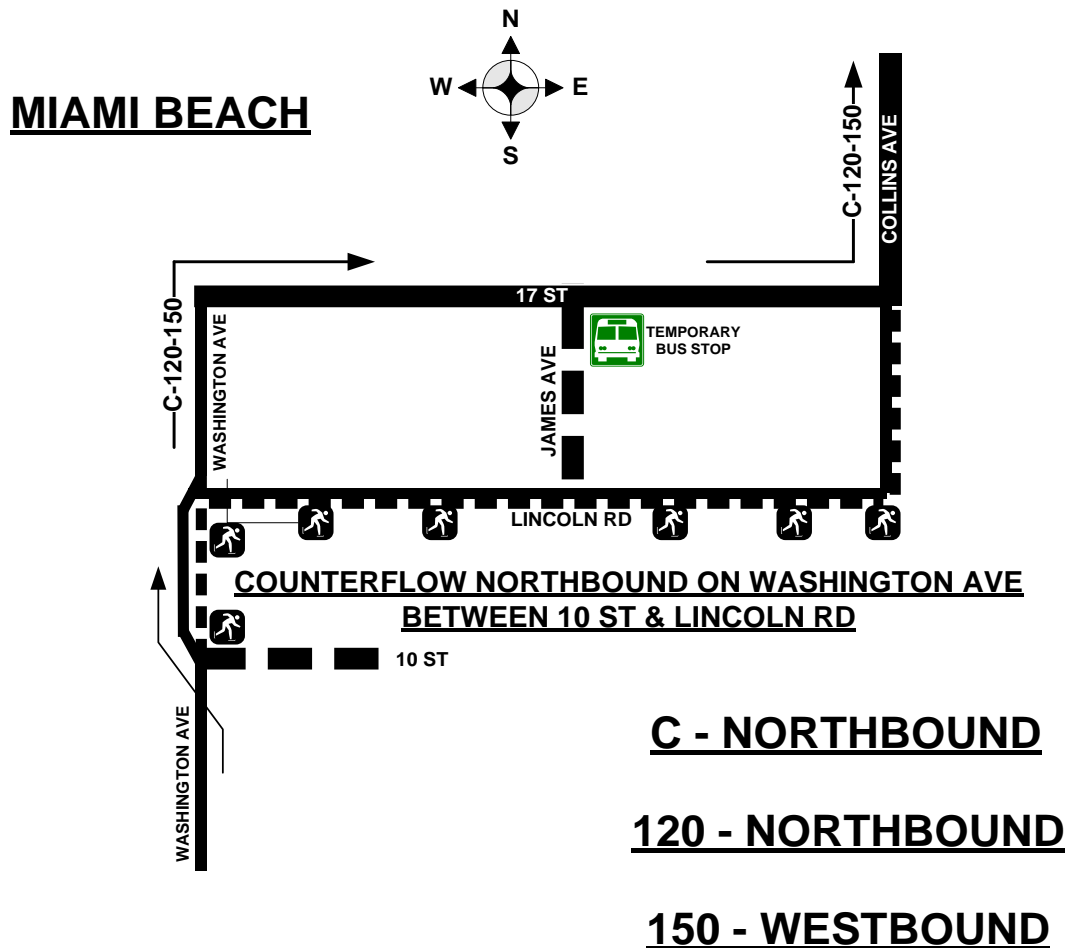 N
W E
S
MIAMI BEACH
C-120-150
COLLINS AVE
C-120-150
17 ST
WASHINGTON AVE
JAMES AVE
TEMPORARY
BUS STOP
LINCOLN RD
COUNTERFLOW NORTHBOUND ON WASHINGTON AVE
BETWEEN 10 ST & LINCOLN RD
10 ST
WASHINGTON AVE
C - NORTHBOUND
120 - NORTHBOUND
150 - WESTBOUND